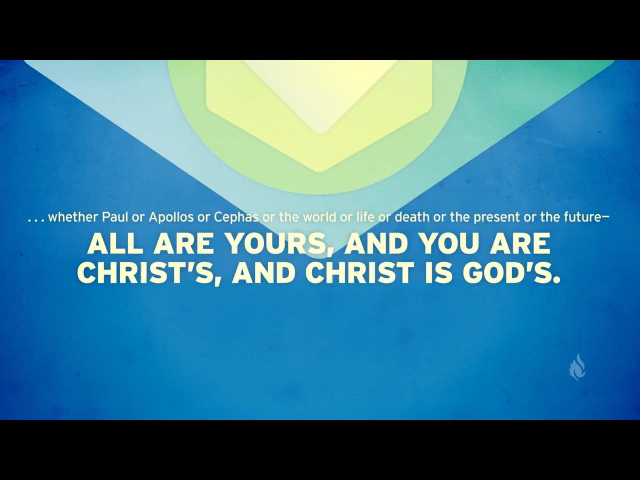 . . . whether Paul or Apollos or Cephas or the world or life or death or the present or the future—
ALL ARE YOURS, AND YOU ARE
CHRIST’S, AND CHRIST IS GOD’S.